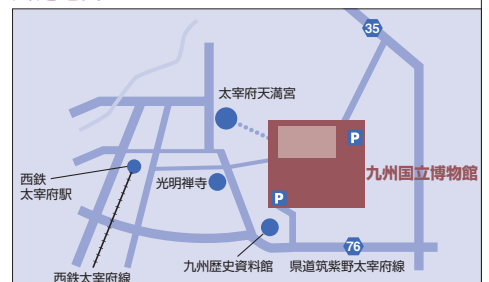 35
太宰府天満宮
P
九州国立博物館
西鉄
太宰府駅
光明禅寺
P
76
西鉄太宰府線
九州歴史資料館
県道筑紫野太宰府線